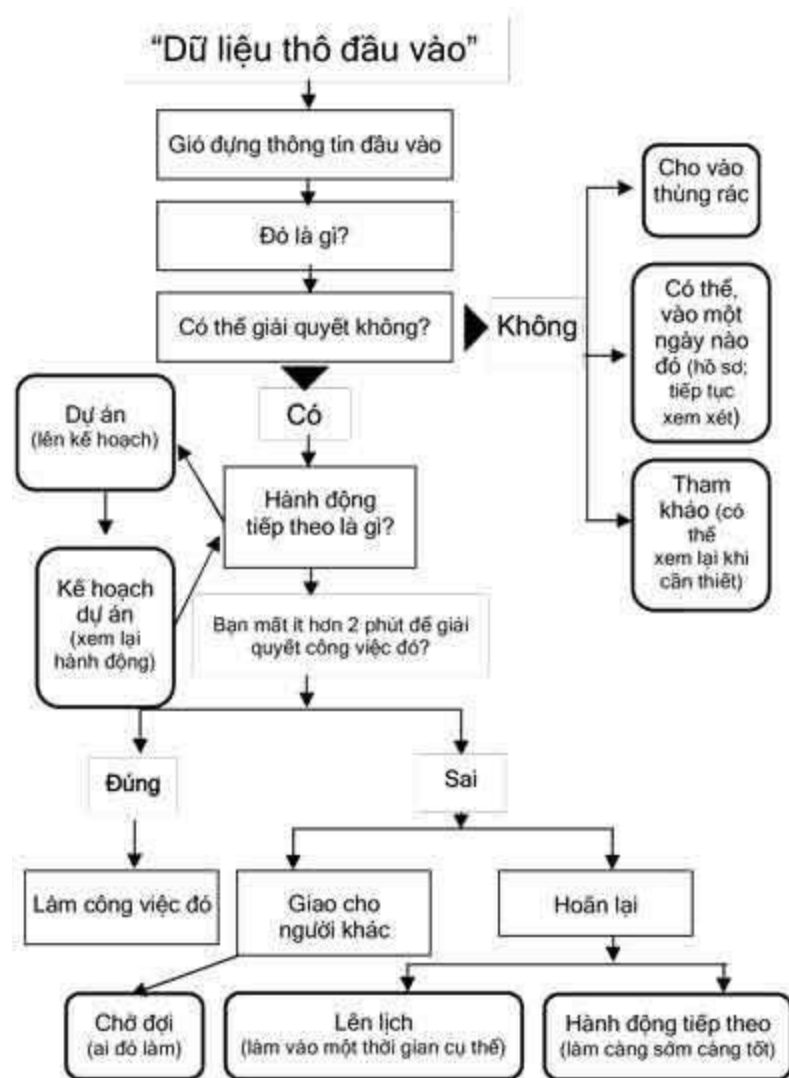 “Dữ liệu thô đầu vào”
Gió đựng thông tin đầu vào
Đó là gì?
Có thể giải quyết không?
Không
Cho vào
thùng rác
Có thể,
vào một
ngày nào
đó (hồ sơ;
tiếp tục
xem xét)
Tham
khảo (có
thể
xem lại khi
cần thiết)
Có
Dự án
(lên kế hoạch)
Hành động
tiếp theo là gì?
Kế hoạch
dự án
(xem lại
hành động)
Bạn mất ít hơn 2 phút để giải
quyết công việc đó?
Đúng
Sai
Làm công việc đó
Giao cho
người khác
Hoãn lại
Chờ đợi
(ai đó làm)
Lên lịch
(làm vào một thời gian cụ thể)
Hành động tiếp theo
(làm càng sớm càng tốt)